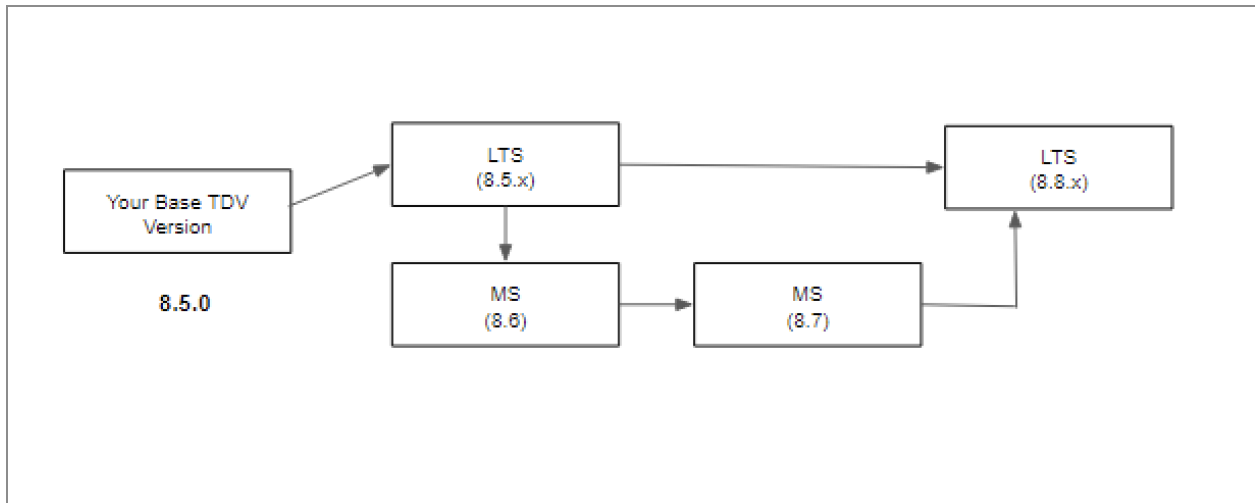 Your Base TDV
Version
8.5.0
LTS
(8.5.x)
MS
(8.6)
MS
(8.7)
LTS
(8.8.x)